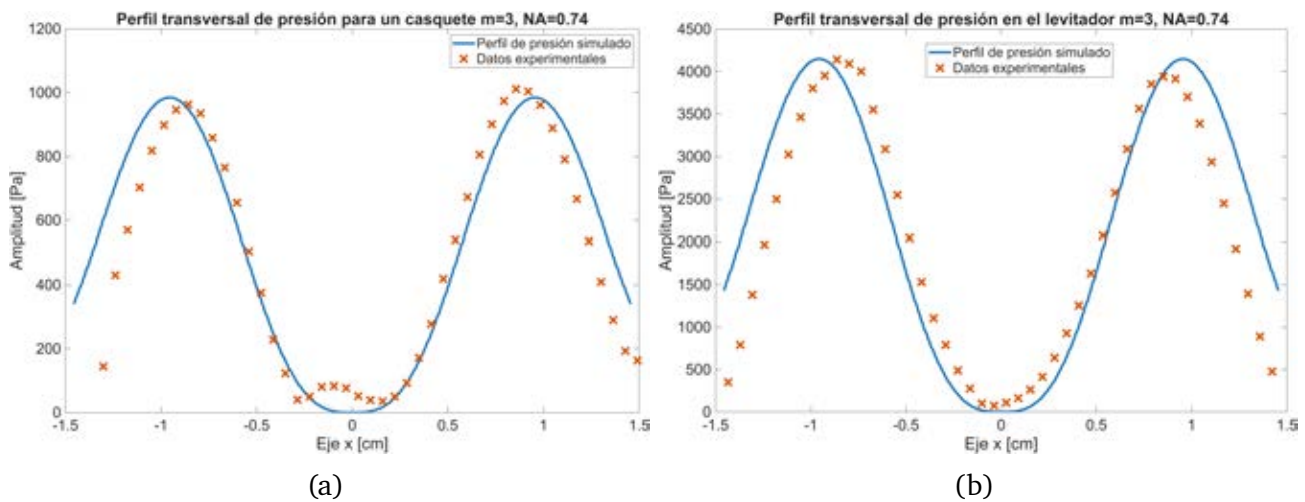 Perfil transversal de presión para un casquete m=3, NA=0.74
1200
1000
800
600
400
200
0
Amplitud [Pa]
Perfil de presión simulado
Datos experimentales
-1.5
-1
-0.5
0
0.5
1
1.5
Eje x [cm]
(a)
Perfil transversal de presión en el levitador m=3, NA=0.74
4500
4000
3500
3000
2500
2000
1500
1000
500
0
Amplitud [Pa]
Perfil de presión simulado
Datos experimentales
-1.5
-1
-0.5
0
0.5
1
1.5
Eje x [cm]
(b)